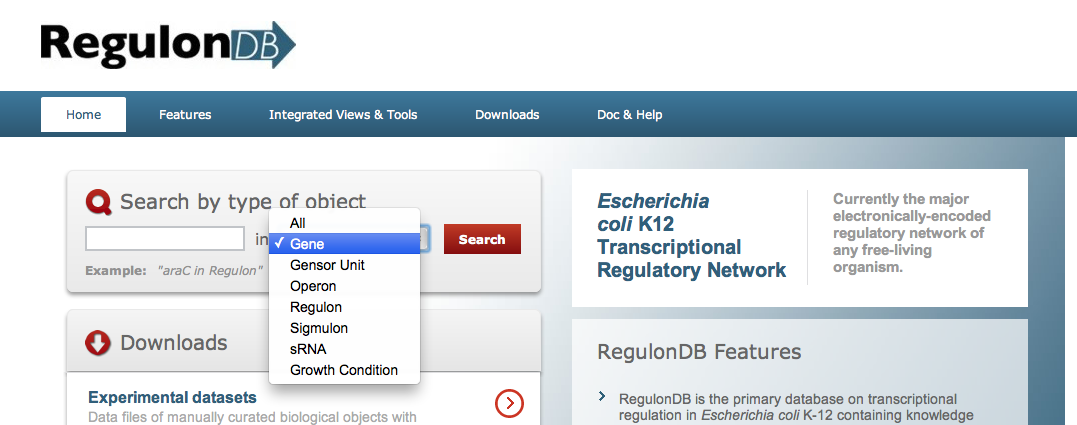 RegulonDB
Home
Features
Integrated Views & Tools
Downloads
Doc & Help
Search by type of object
in
All
✓ Gene
Gensor Unit
Operon
Regulon
Sigmulon
sRNA
Growth Condition
Search
Example: "araC in Regulon"
Downloads
Experimental datasets
Data files of manually curated biological objects with
Escherichia
coli K12
Transcriptional
Regulatory Network
Currently the major
electronically-encoded
regulatory network of
any free-living
organism.
RegulonDB Features
RegulonDB is the primary database on transcriptional
regulation in Escherichia coli K-12 containing knowledge